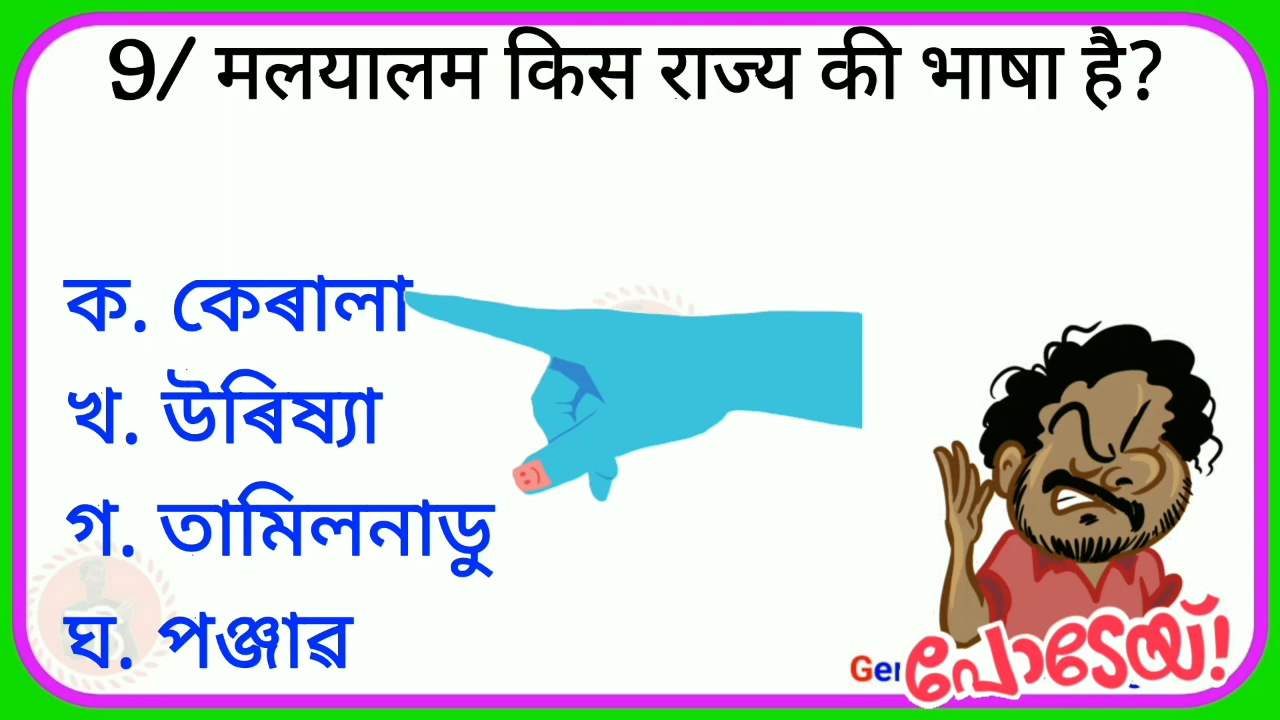 9/ मलयालम किस राज्य की भाषा है?
ক. কেৰালা
খ. উৰিষ্যা
গ. তামিলনাডু
ঘ. পঞ্জাৱ
പോടേയ്!